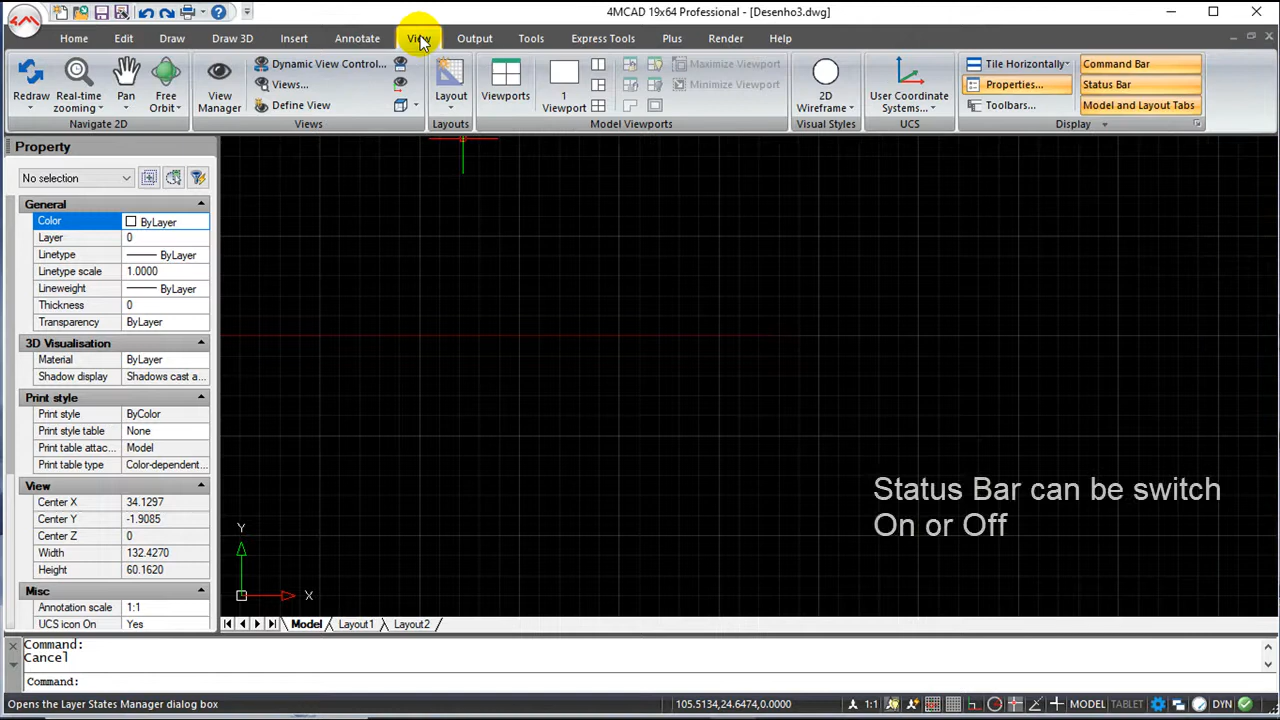 4MCAD 19x64 Professional - [Desenho3.dwg]
Home Edit Draw Draw 3D Insert Annotate View Output Tools Express Tools Plus Render Help
Redraw
Real-time zooming
Pan
Free Orbit
Navigate 2D
View Manager
Dynamic View Control...
Views...
Define View
Views
Layout
Layouts
Viewports
1 Viewport
Maximize Viewport
Minimize Viewport
Model Viewports
2D Wireframe
Visual Styles
User Coordinate Systems...
UCS
Tile Horizontally
Properties...
Toolbars...
Command Bar
Status Bar
Model and Layout Tabs
Display
Property
No selection
General
Color ByLayer
Layer 0
Linetype ByLayer
Linetype scale 1.0000
Lineweight ByLayer
Thickness 0
Transparency ByLayer
3D Visualisation
Material ByLayer
Shadow display Shadows cast a...
Print style
Print style ByColor
Print style table None
Print table attac... Model
Print table type Color-dependent...
View
Center X 34.1297
Center Y -1.9085
Center Z 0
Width 132.4270
Height 60.1620
Misc
Annotation scale 1:1
UCS icon On Yes
Status Bar can be switch
On or Off
Y
X
Model Layout1 Layout2
Command:
Cancel
Command:
Opens the Layer States Manager dialog box 105.5134,24.6474,0.0000 1:1 MODEL TABLET DYN